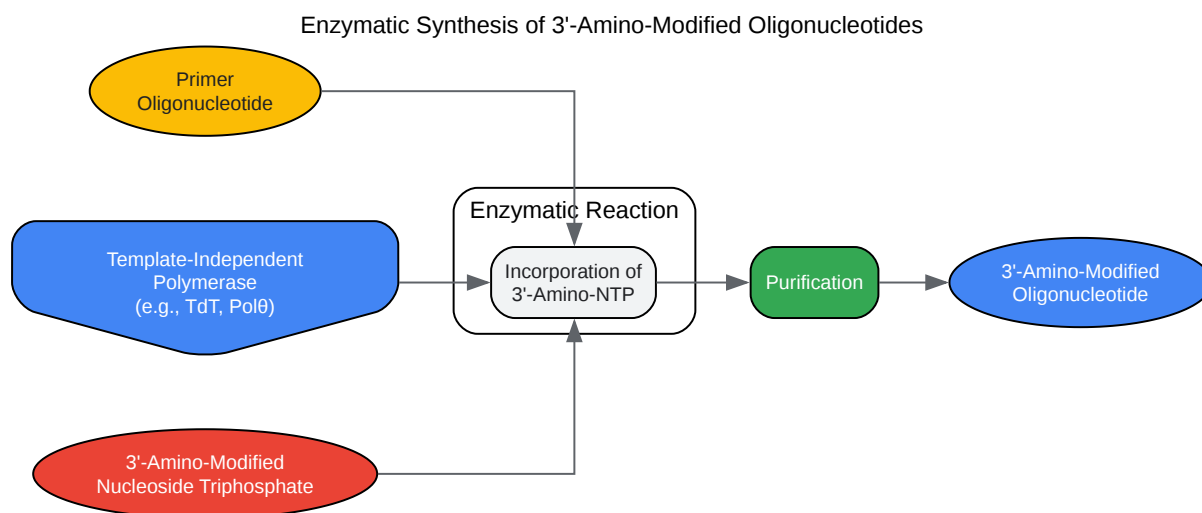 Enzymatic Synthesis of 3'-Amino-Modified Oligonucleotides
Primer
Oligonucleotide
Enzymatic Reaction
Template-Independent
Polymerase
(e.g., TdT, Polθ)
Incorporation of
3'-Amino-NTP
Purification
3'-Amino-Modified
Oligonucleotide
3'-Amino-Modified
Nucleoside Triphosphate